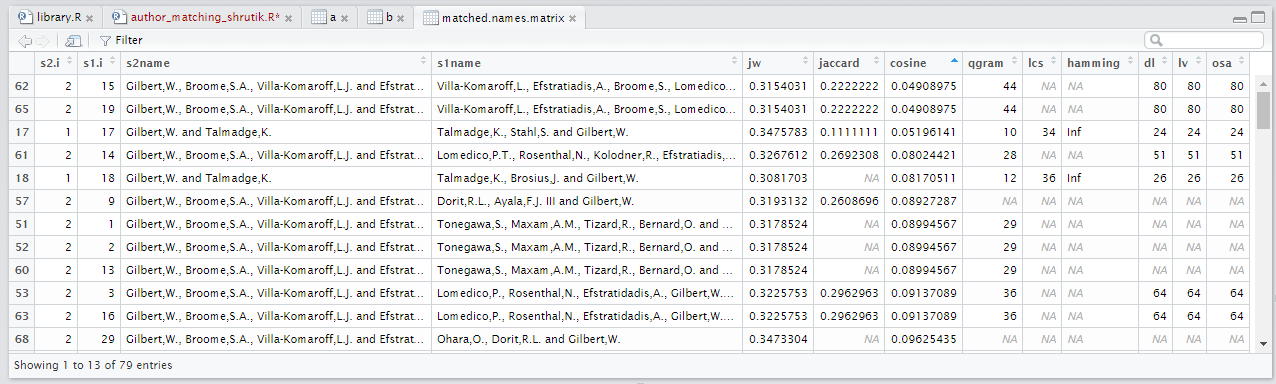 library.R author_matching_shrutik.R* a b matched.names.matrix
Filter
s2.i s1.i s2name s1name jw jaccard cosine qgram lcs hamming dl lv osa
62 2 15 Gilbert,W., Broome,S.A., Villa-Komaroff,L.J. and Efstrat... Villa-Komaroff,L., Efstratiadis,A., Broome,S., Lomedico... 0.3154031 0.2222222 0.04908975 44 NA NA 80 80 80
65 2 19 Gilbert,W., Broome,S.A., Villa-Komaroff,L.J. and Efstrat... Villa-Komaroff,L., Efstratiadis,A., Broome,S., Lomedico... 0.3154031 0.2222222 0.04908975 44 NA NA 80 80 80
17 1 17 Gilbert,W. and Talmadge,K. Talmadge,K., Stahl,S. and Gilbert,W. 0.3475783 0.1111111 0.05196141 10 34 Inf 24 24 24
61 2 14 Gilbert,W., Broome,S.A., Villa-Komaroff,L.J. and Efstrat... Lomedico,P.T., Rosenthal,N., Kolodner,R., Efstratiadis,... 0.3267612 0.2692308 0.08024421 28 NA NA 51 51 51
18 1 18 Gilbert,W. and Talmadge,K. Talmadge,K., Brosius,J. and Gilbert,W. 0.3081703 NA 0.08170511 12 36 Inf 26 26 26
57 2 9 Gilbert,W., Broome,S.A., Villa-Komaroff,L.J. and Efstrat... Dorit,R.L., Ayala,F.J. III and Gilbert,W. 0.3193132 0.2608696 0.08927287 NA NA NA NA NA NA
51 2 1 Gilbert,W., Broome,S.A., Villa-Komaroff,L.J. and Efstrat... Tonegawa,S., Maxam,A.M., Tizard,R., Bernard,O. and ... 0.3178524 NA 0.08994567 29 NA NA NA NA NA
52 2 2 Gilbert,W., Broome,S.A., Villa-Komaroff,L.J. and Efstrat... Tonegawa,S., Maxam,A.M., Tizard,R., Bernard,O. and ... 0.3178524 NA 0.08994567 29 NA NA NA NA NA
60 2 13 Gilbert,W., Broome,S.A., Villa-Komaroff,L.J. and Efstrat... Tonegawa,S., Maxam,A.M., Tizard,R., Bernard,O. and ... 0.3178524 NA 0.08994567 29 NA NA NA NA NA
53 2 3 Gilbert,W., Broome,S.A., Villa-Komaroff,L.J. and Efstrat... Lomedico,P., Rosenthal,N., Efstratidadis,A., Gilbert,W.... 0.3225753 0.2962963 0.09137089 36 NA NA 64 64 64
63 2 16 Gilbert,W., Broome,S.A., Villa-Komaroff,L.J. and Efstrat... Lomedico,P., Rosenthal,N., Efstratidadis,A., Gilbert,W.... 0.3225753 0.2962963 0.09137089 36 NA NA 64 64 64
68 2 29 Gilbert,W., Broome,S.A., Villa-Komaroff,L.J. and Efstrat... Ohara,O., Dorit,R.L. and Gilbert,W. 0.3473304 NA 0.09625435 NA NA NA NA NA NA
Showing 1 to 13 of 79 entries